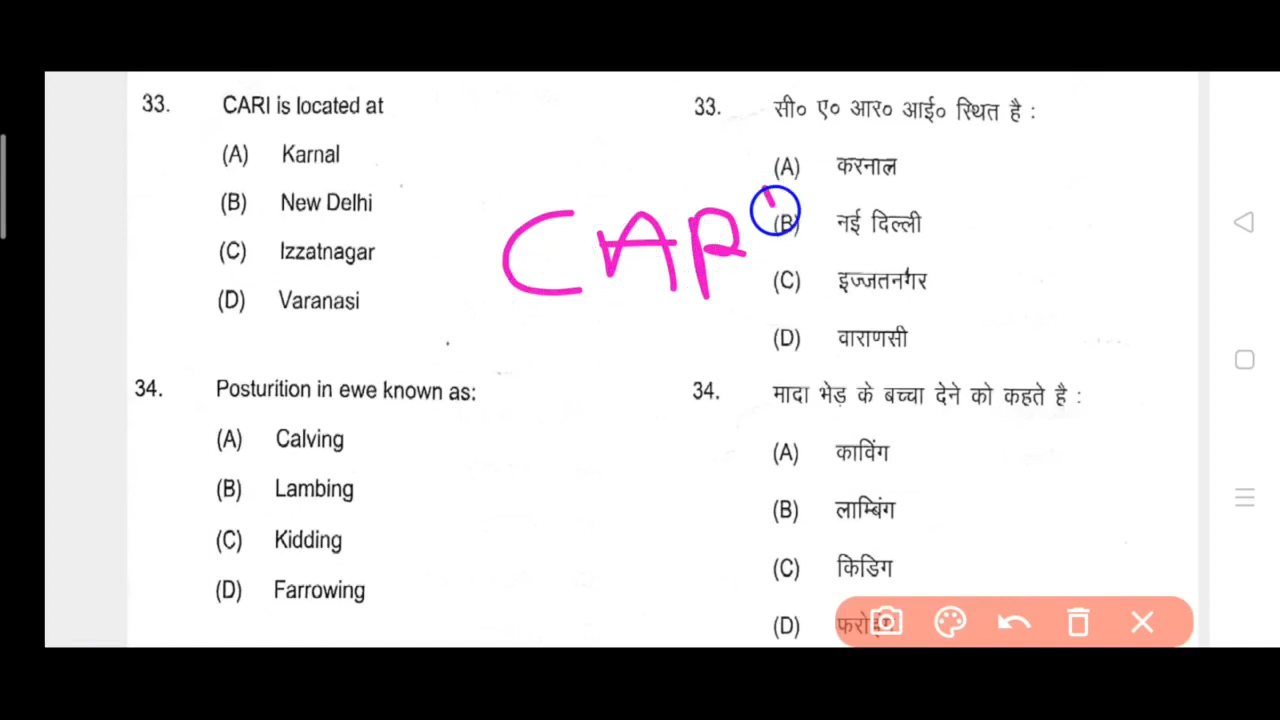 33. CARI is located at
(A) Karnal
(B) New Delhi
(C) Izzatnagar
(D) Varanasi
34. Posturition in ewe known as:
(A) Calving
(B) Lambing
(C) Kidding
(D) Farrowing
CAR
33. सी० ए० आर० आई० स्थित है :
(A) करनाल
(B) नई दिल्ली
(C) इज्जतनगर
(D) वाराणसी
34. मादा भेड़ के बच्चा देने को कहते है :
(A) काविंग
(B) लाम्बिंग
(C) किडिग
(D) फरोइंग